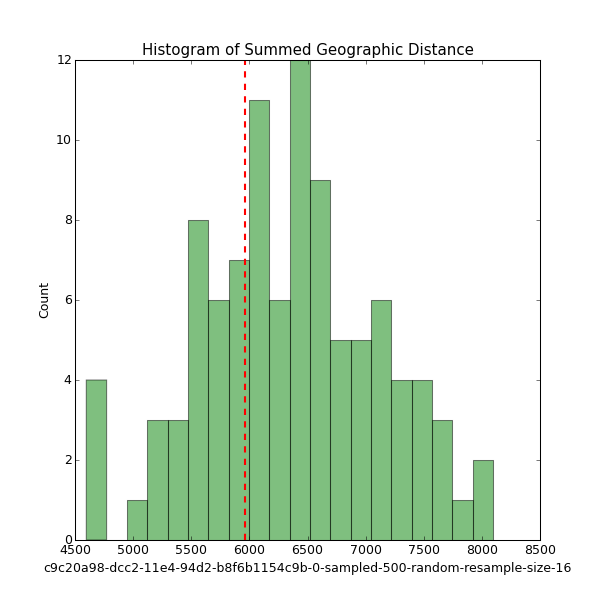 Histogram of Summed Geographic Distance
12
10
8
6
4
2
0
Count
4500 5000 5500 6000 6500 7000 7500 8000 8500
c9c20a98-dcc2-11e4-94d2-b8f6b1154c9b-0-sampled-500-random-resample-size-16